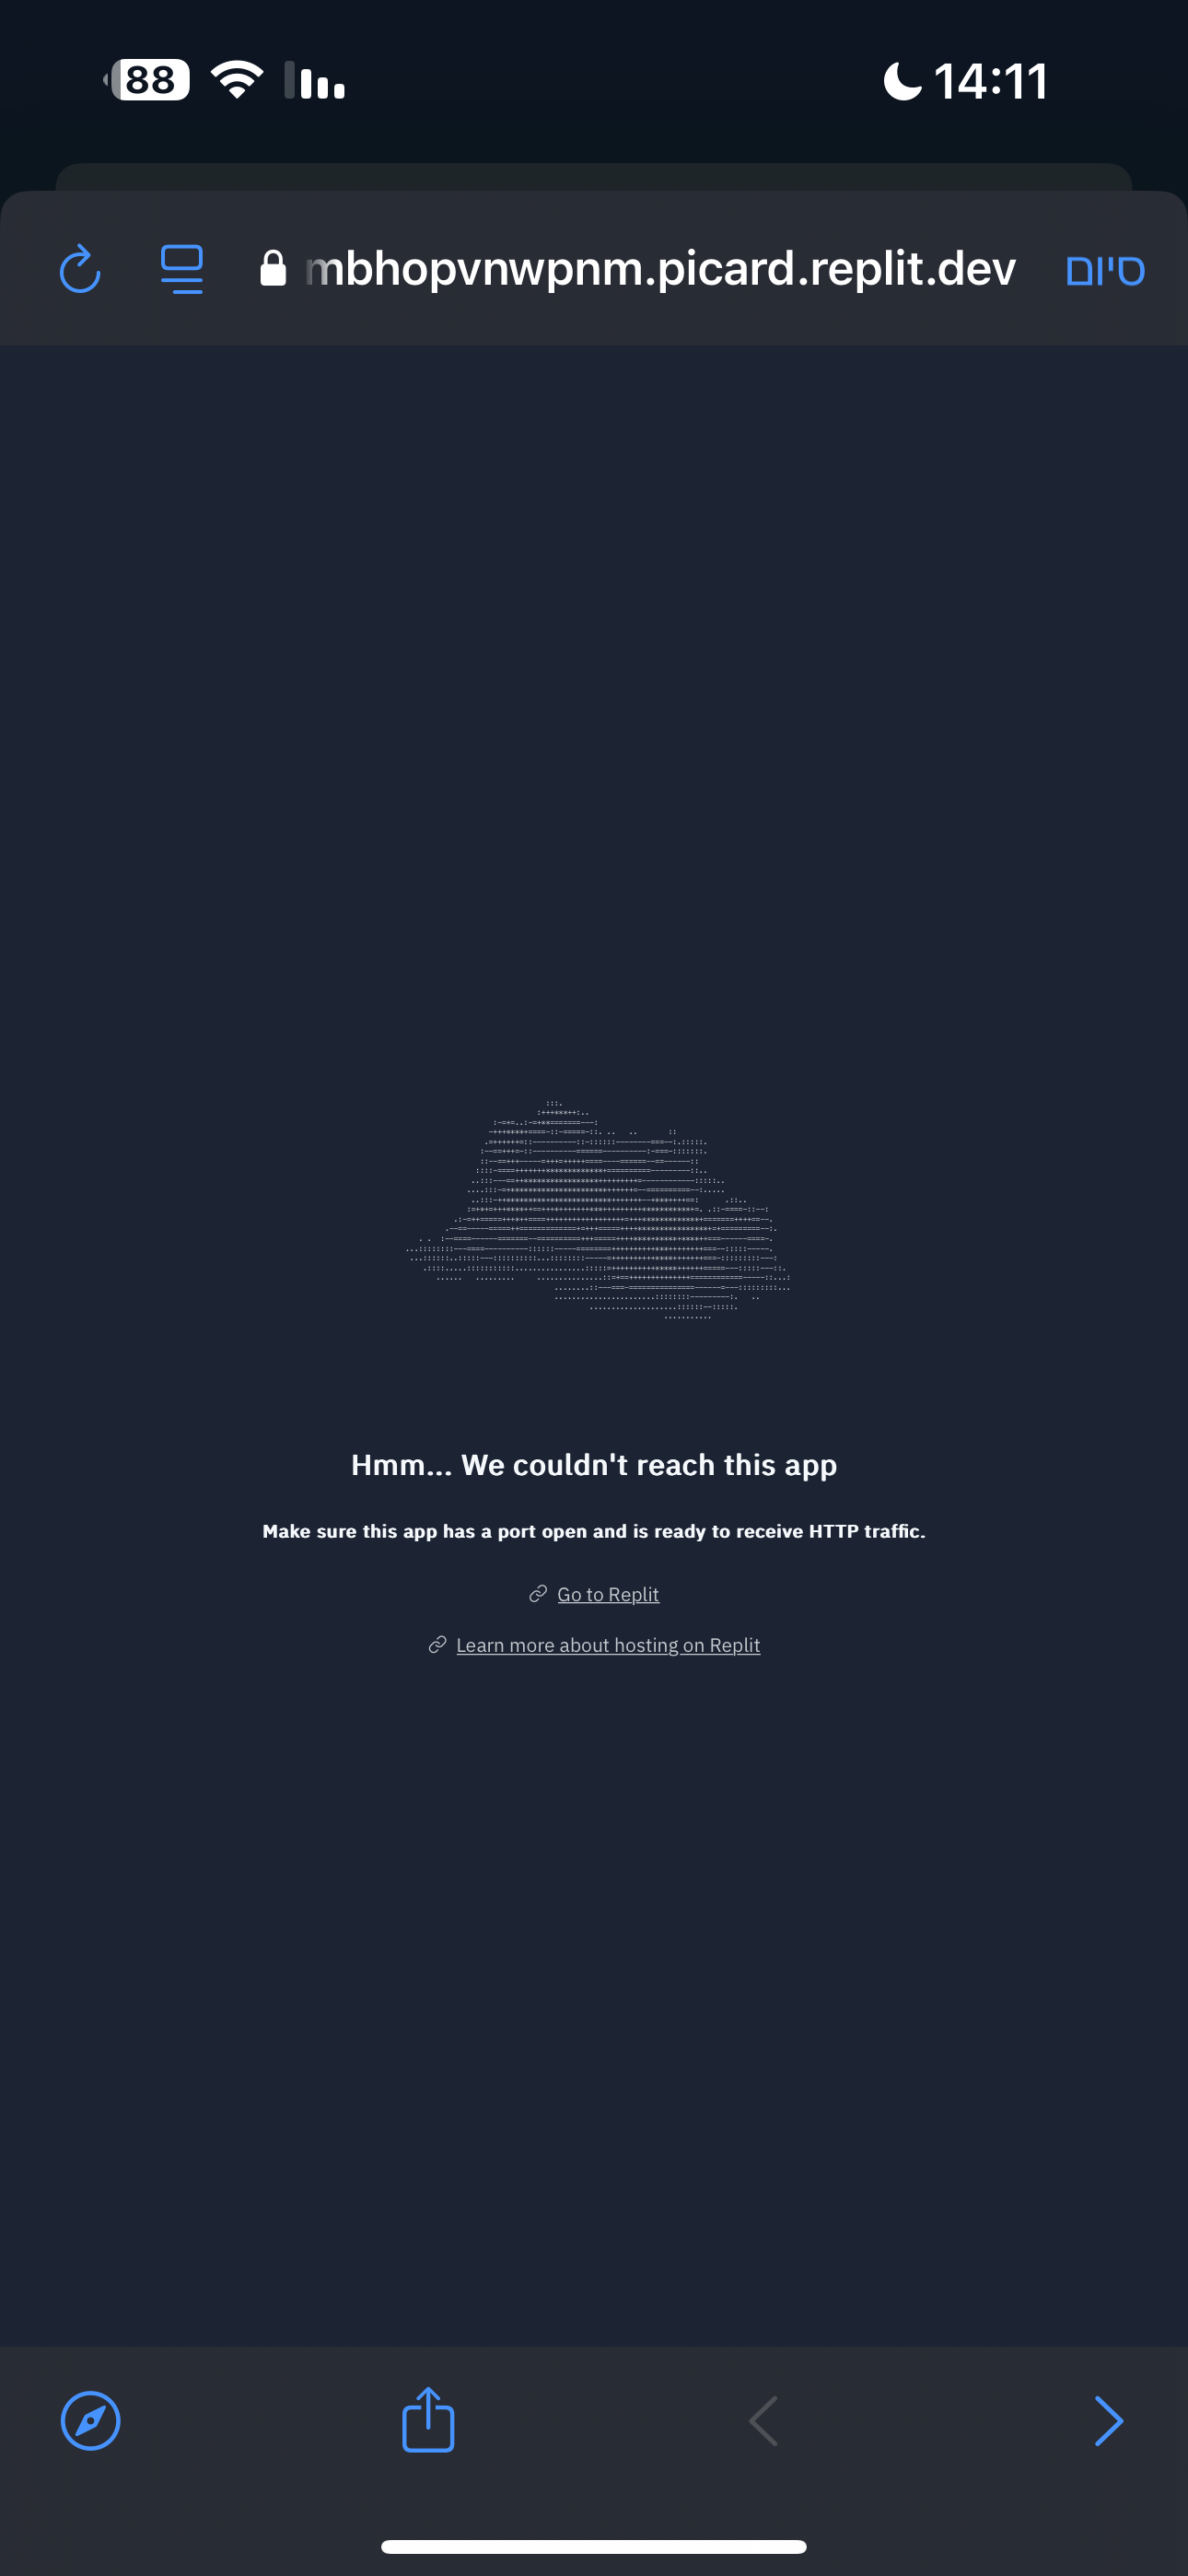 88
14:11
mbhopvnwpnm.picard.replit.dev
סיום
Hmm... We couldn't reach this app
Make sure this app has a port open and is ready to receive HTTP traffic.
Go to Replit
Learn more about hosting on Replit